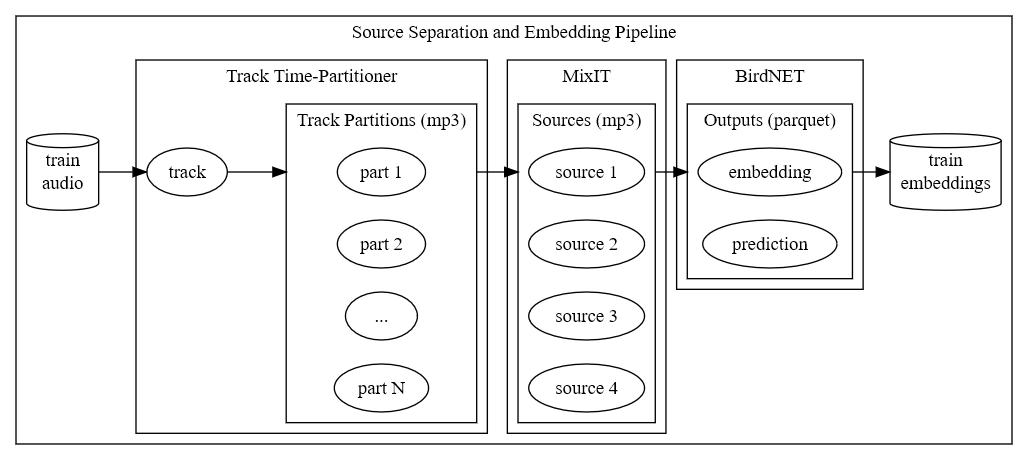 Source Separation and Embedding Pipeline
Track Time-Partitioner
MixIT
BirdNET
Track Partitions (mp3)
Sources (mp3)
Outputs (parquet)
train
audio
track
part 1
part 2
...
part N
source 1
source 2
source 3
source 4
embedding
prediction
train
embeddings